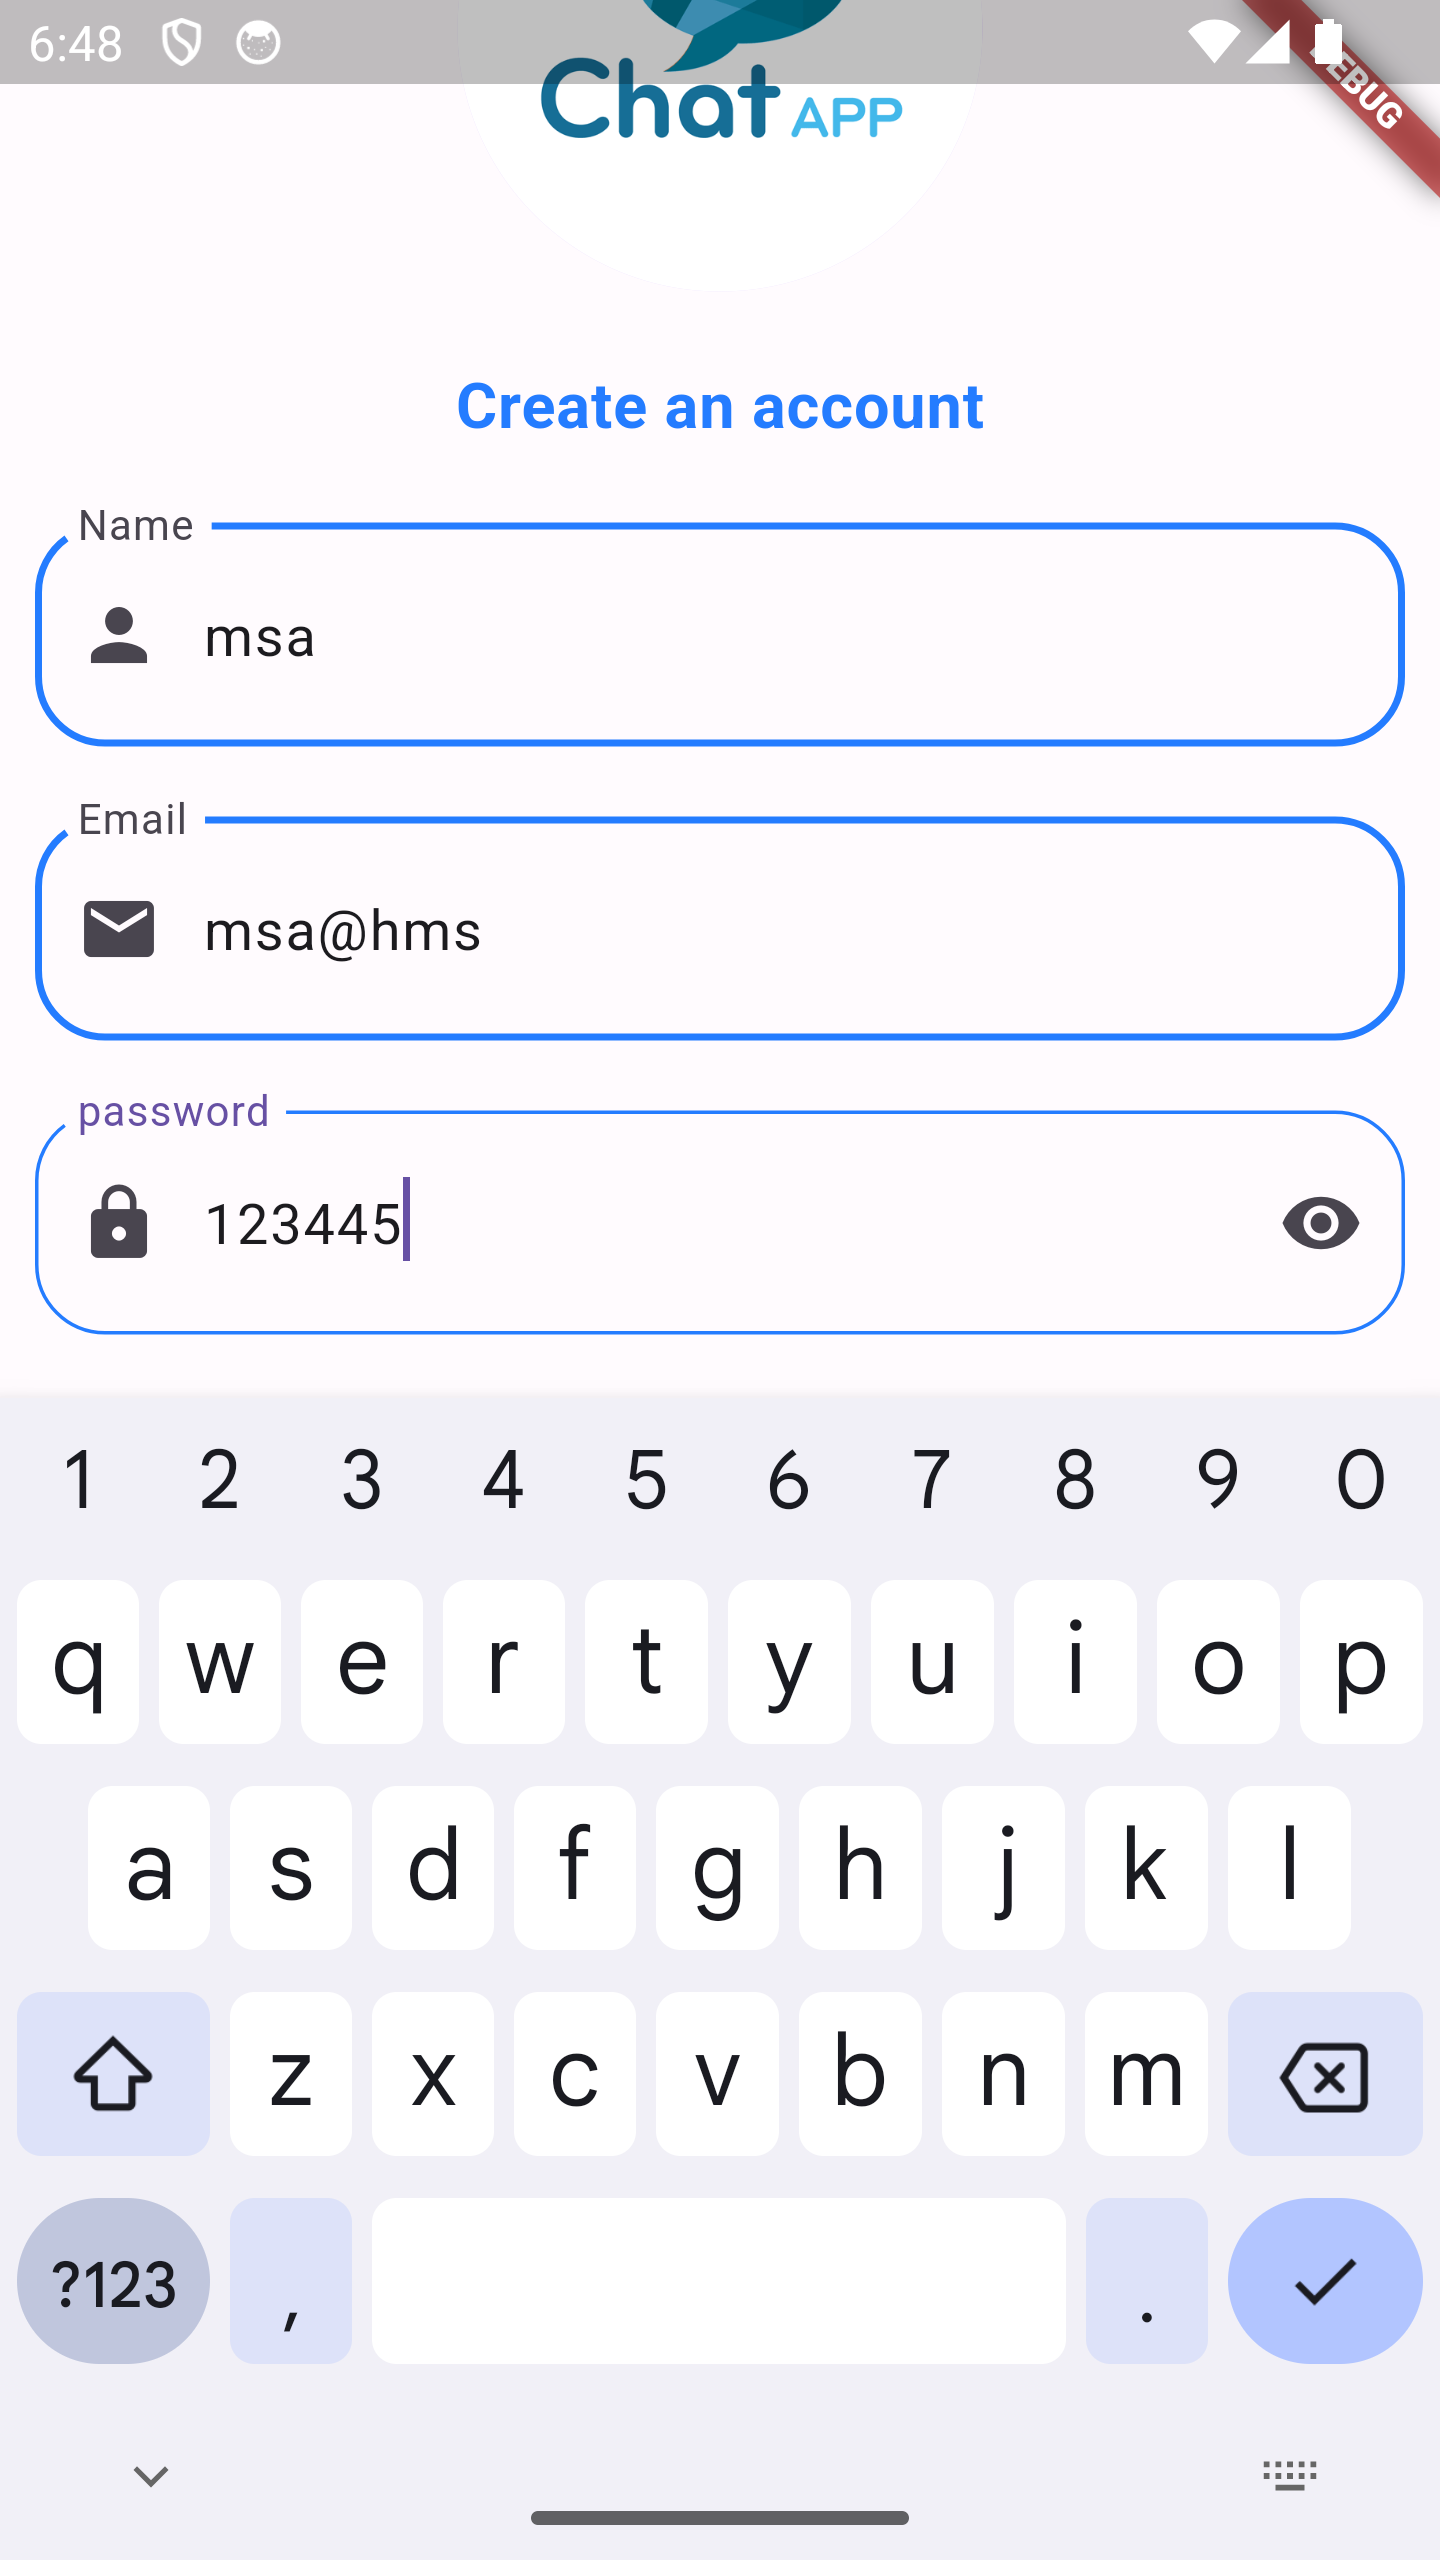 6:48
DEBUG
Chat APP
Create an account
Name
msa
Email
msa@hms
password
123445
1 2 3 4 5 6 7 8 9 0
q w e r t y u i o p
a s d f g h j k l
z x c v b n m
?123 , .